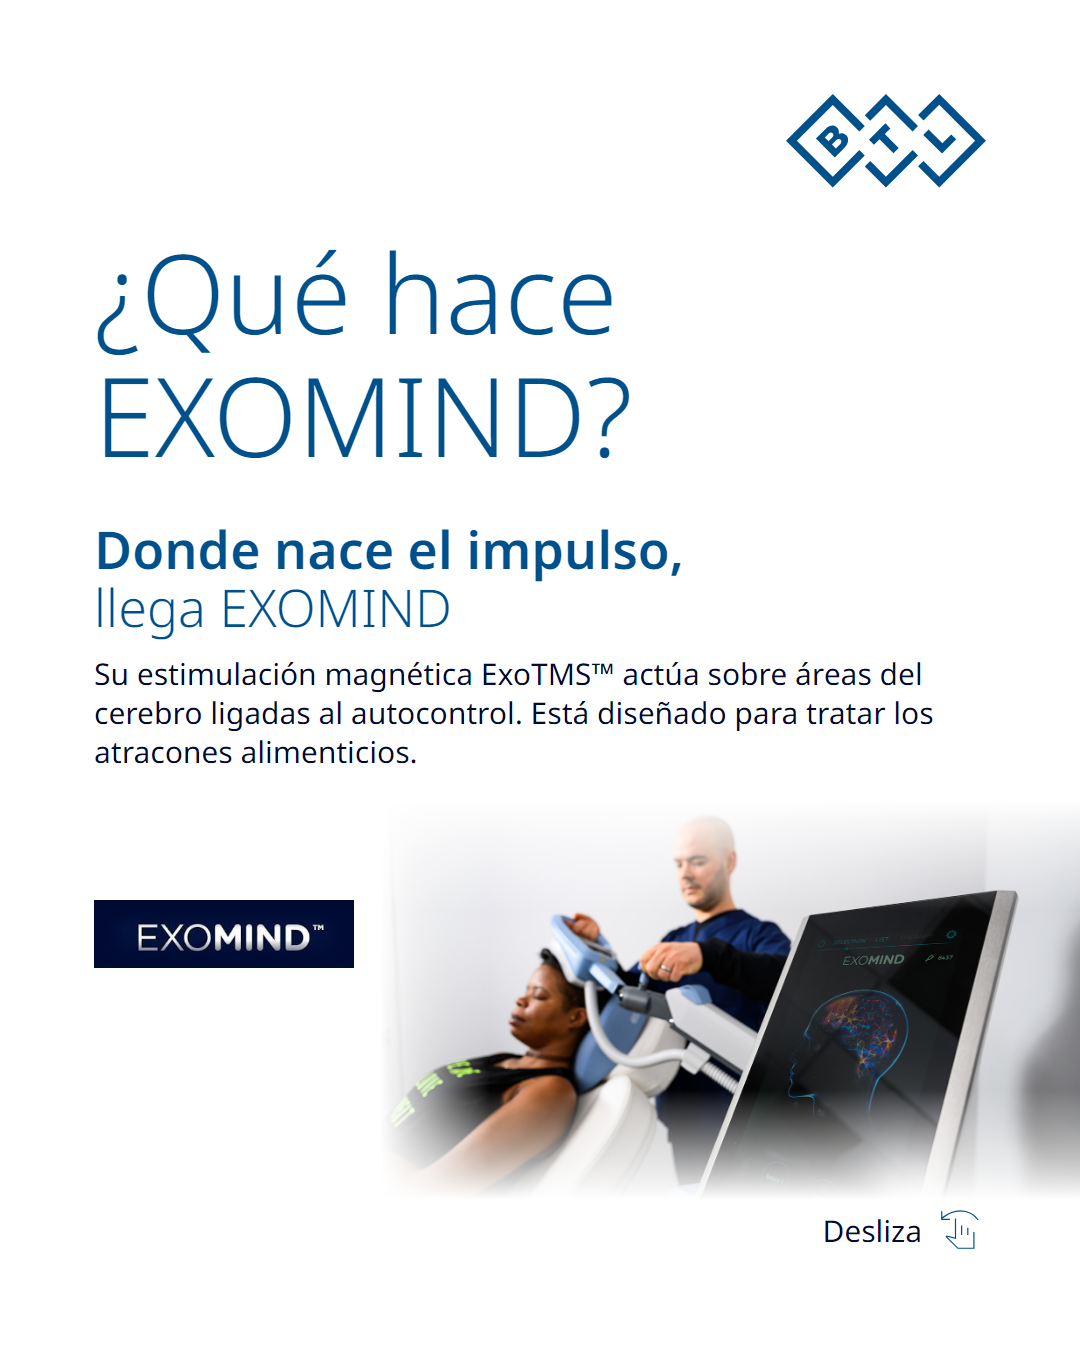 BTL
¿Qué hace
EXOMIND?
Donde nace el impulso,
llega EXOMIND
Su estimulación magnética ExoTMS™ actúa sobre áreas del
cerebro ligadas al autocontrol. Está diseñado para tratar los
atracones alimenticios.
EXOMIND™
EXOMIND
Desliza